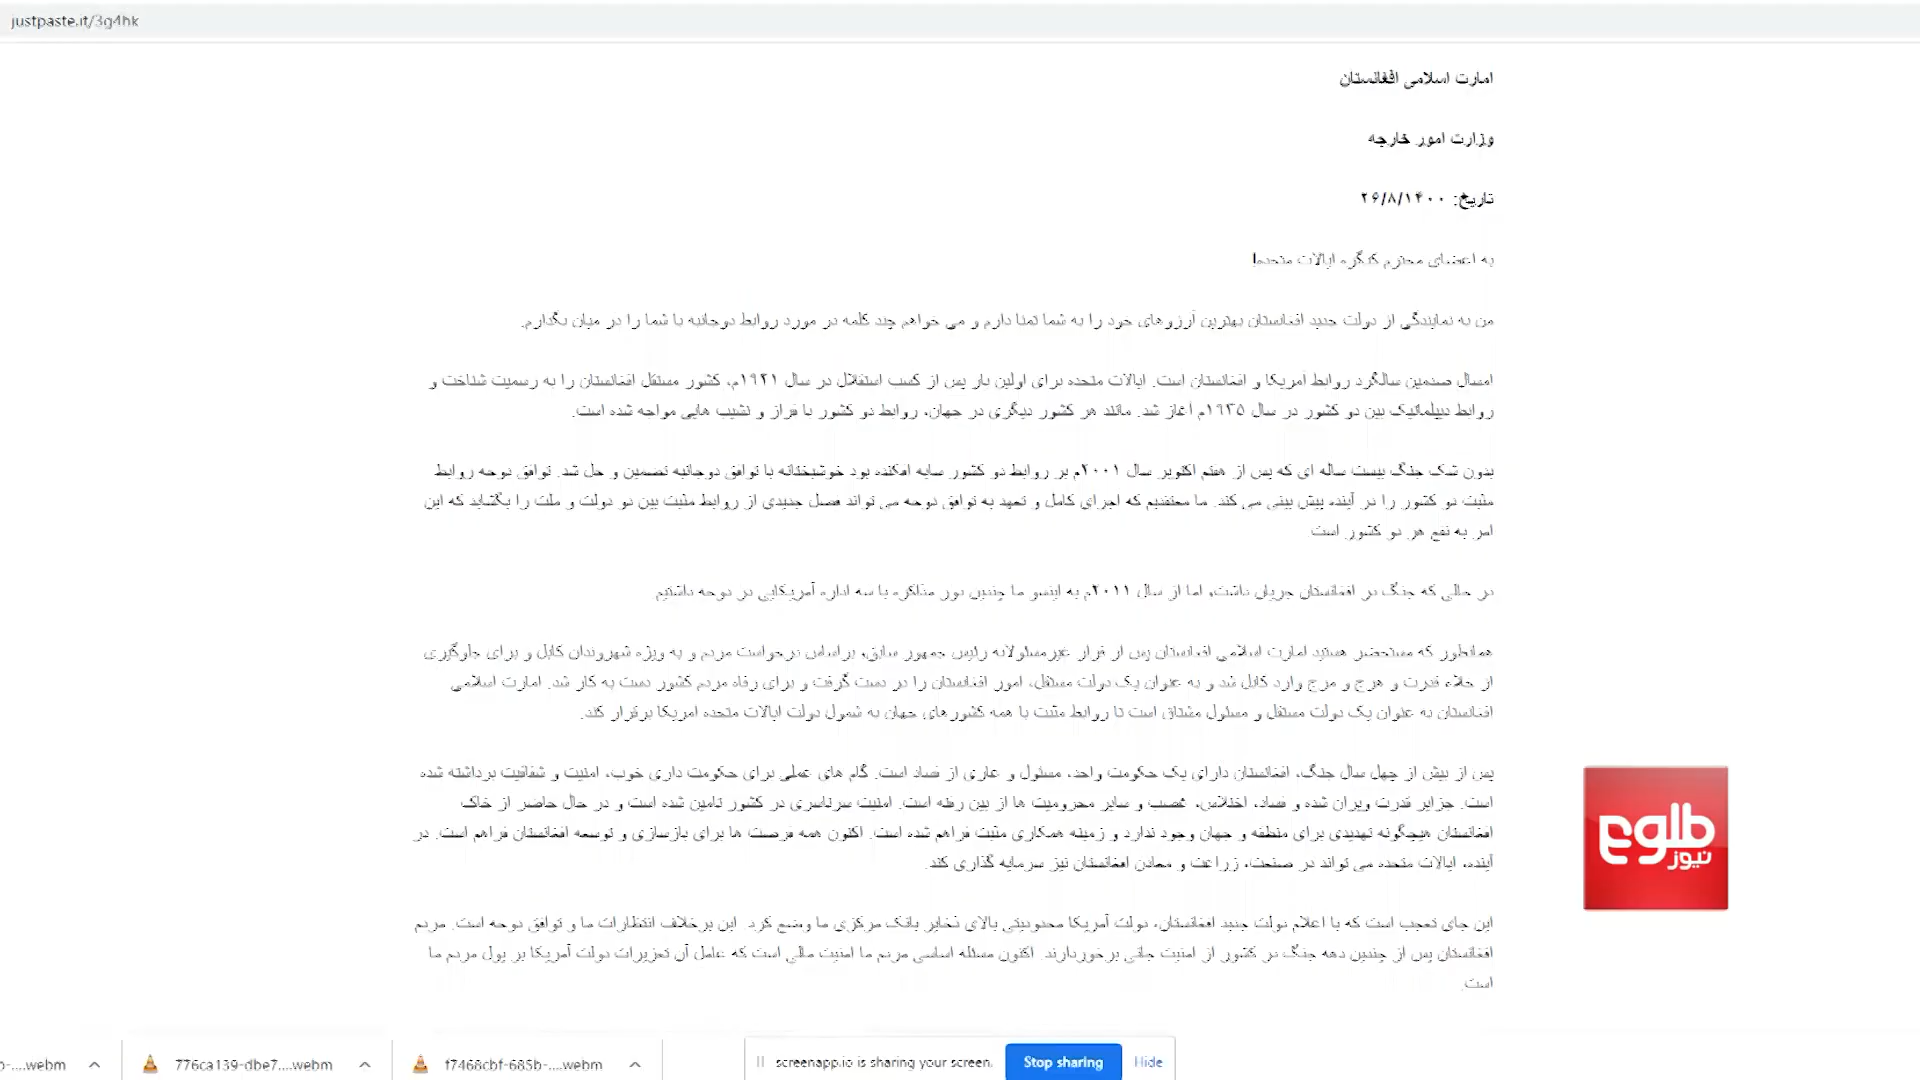 justpaste.it/3g4hk
امارت اسلامی افغانستان
وزارت امور خارجه
تاریخ: ۲۶/۸/۱۴۰۰
به اعضای محترم کنگره ایالات متحده!
من به نمایندگی از دولت جدید افغانستان بهترین آرزوهای خود را به شما تمنا دارم و می خواهم چند کلمه در مورد روابط دوجانبه با شما را در میان بگذارم.
امسال صدمین سالگرد روابط آمریکا و افغانستان است. ایالات متحده برای اولین بار پس از کسب استقلال در سال ۱۹۲۱م، کشور مستقل افغانستان را به رسمیت شناخت و
روابط دیپلماتیک بین دو کشور در سال ۱۹۳۵م آغاز شد. مانند هر کشور دیگری در جهان، روابط دو کشور با فراز و نشیب هایی مواجه شده است.
بدون شک جنگ بیست ساله ای که پس از هفتم اکتوبر سال ۲۰۰۱م بر روابط دو کشور سایه افکنده بود خوشبختانه با توافق دوجانبه تضمین و حل شد. توافق دوحه روابط
مثبت دو کشور را در آینده پیش بینی می کند. ما معتقدیم که اجرای کامل و تعهد به توافق دوحه می تواند فصل جدیدی از روابط مثبت بین دو دولت و ملت را بگشاید که این
امر به نفع هر دو کشور است.
در حالی که جنگ در افغانستان جریان داشت، اما از سال ۲۰۱۱م به اینسو ما چندین دور مذاکره با سه اداره آمریکایی در دوحه داشتیم
همانطور که مستحضر هستید امارت اسلامی افغانستان پس از فرار غیرمسئولانه رئیس جمهور سابق، براساس درخواست مردم و به ویژه شهروندان کابل و برای جلوگیری
از خلاء قدرت و هرج و مرج وارد کابل شد و به عنوان یک دولت مستقل، امور افغانستان را در دست گرفت و برای رفاه مردم کشور دست به کار شد. امارت اسلامی
افغانستان به عنوان یک دولت مستقل و مسئول مشتاق است تا روابط مثبت با همه کشورهای جهان به شمول دولت ایالات متحده امریکا برقرار کند.
پس از بیش از چهل سال جنگ، افغانستان دارای یک حکومت واحد، مسئول و عاری از فساد است. گام های عملی برای حکومت داری خوب، امنیت و شفافیت برداشته شده
است. جزایر قدرت ویران شده و فساد، اختلاس، غصب و سایر محرومیت ها از بین رفته است. امنیت سرتاسری در کشور تامین شده است و در حال حاضر از خاک
افغانستان هیچگونه تهدیدی برای منطقه و جهان وجود ندارد و زمینه همکاری مثبت فراهم شده است. اکنون همه فرصت ها برای بازسازی و توسعه افغانستان فراهم است. در
آینده، ایالات متحده می تواند در صنعت، زراعت و معادن افغانستان نیز سرمایه گذاری کند.
این جای تعجب است که با اعلام دولت جدید افغانستان، دولت آمریکا محدودیتی بالای ذخایر بانک مرکزی ما وضع کرد. این برخلاف انتظارات ما و توافق دوحه است. مردم
افغانستان پس از چندین دهه جنگ در کشور از امنیت جانی برخوردارند. اکنون مسئله اساسی مردم ما امنیت مالی است که عامل آن تعزیرات دولت آمریکا بر پول مردم ما
است.
طلوع
نیوز
....webm
776ca139-dbe7....webm
f7468cbf-685b-....webm
screenapp.io is sharing your screen.
Stop sharing
Hide